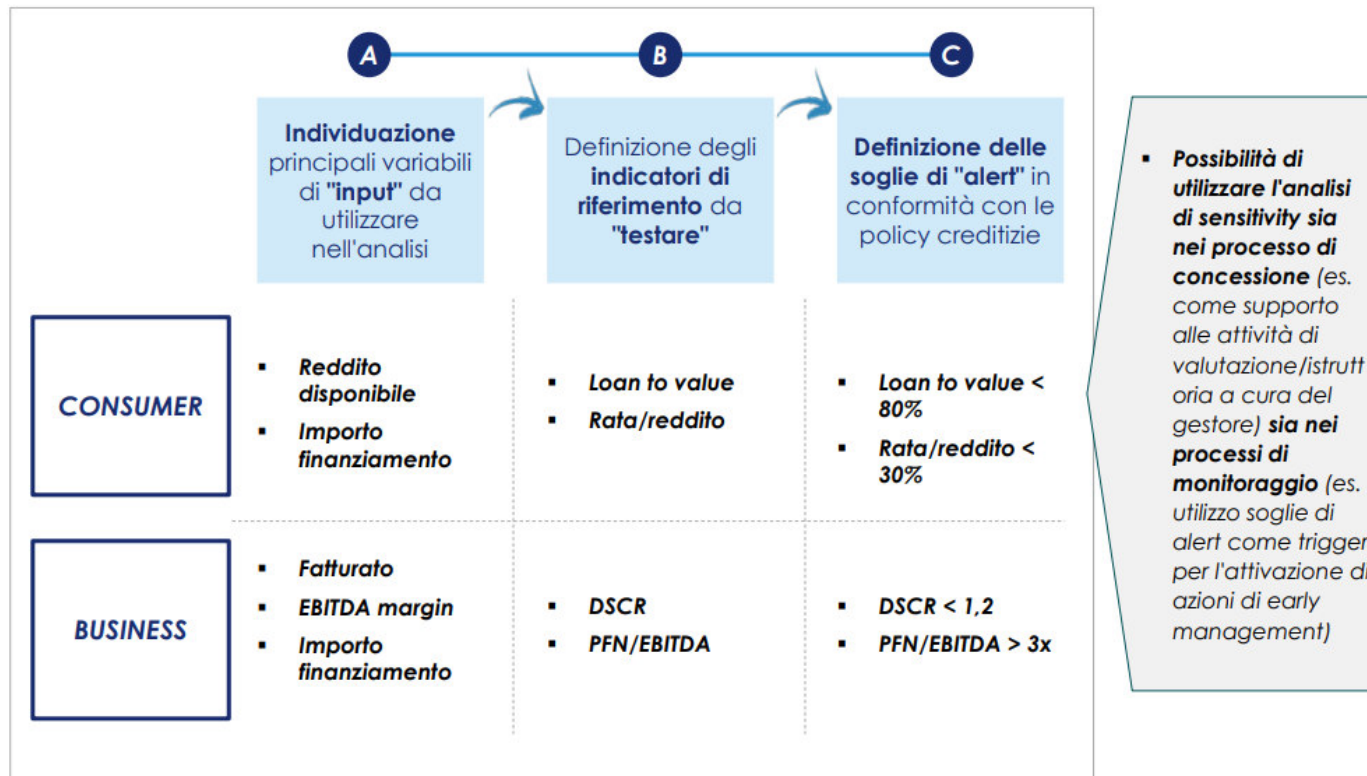 A
B
C
Individuazione
principali variabili
di "input" da
utilizzare
nell'analisi
Definizione degli
indicatori di
riferimento da
"testare"
Definizione delle
soglie di "alert" in
conformità con le
policy creditizie
CONSUMER
▪ Reddito
disponibile
▪ Importo
finanziamento
▪ Loan to value
▪ Rata/reddito
▪ Loan to value <
80%
▪ Rata/reddito <
30%
BUSINESS
▪ Fatturato
▪ EBITDA margin
▪ Importo
finanziamento
▪ DSCR
▪ PFN/EBITDA
▪ DSCR < 1,2
▪ PFN/EBITDA > 3x
▪ Possibilità di
utilizzare l'analisi
di sensitivity sia
nei processo di
concessione (es.
come supporto
alle attività di
valutazione/istrutt
oria a cura del
gestore) sia nei
processi di
monitoraggio (es.
utilizzo soglie di
alert come trigger
per l'attivazione di
azioni di early
management)